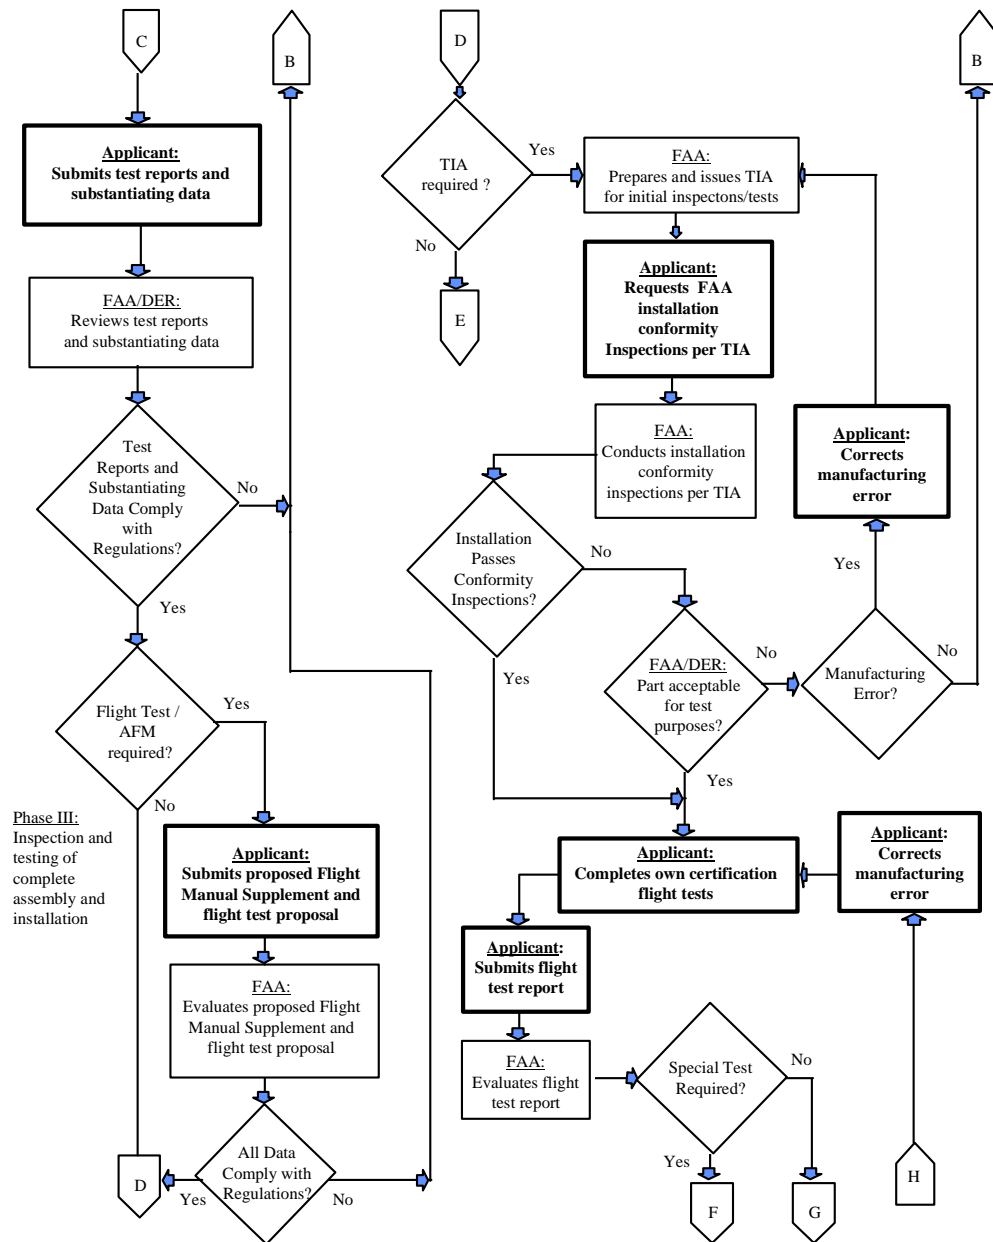 C
B
Applicant:
Submits test reports and
substantiating data
FAA/DER:
Reviews test reports
and substantiating data
Test
Reports and
Substantiating
Data Comply
with
Regulations?
No
Yes
Flight Test /
AFM
required?
Yes
No
Phase III:
Inspection and
testing of
complete
assembly and
installation
Applicant:
Submits proposed Flight
Manual Supplement and
flight test proposal
FAA:
Evaluates proposed Flight
Manual Supplement and
flight test proposal
All Data
Comply with
Regulations?
Yes
No
D
D
B
TIA
required ?
Yes
No
E
FAA:
Prepares and issues TIA
for initial inspectons/tests
Applicant:
Requests FAA
installation
conformity
Inspections per TIA
FAA:
Conducts installation
conformity
inspections per TIA
Applicant:
Corrects
manufacturing
error
Installation
Passes
Conformity
Inspections?
No
Yes
FAA/DER:
Part acceptable
for test
purposes?
No
Yes
Manufacturing
Error?
Yes
No
Applicant:
Completes own certification
flight tests
Applicant:
Corrects
manufacturing
error
Applicant:
Submits flight
test report
FAA:
Evaluates flight
test report
Special Test
Required?
No
Yes
F
G
H